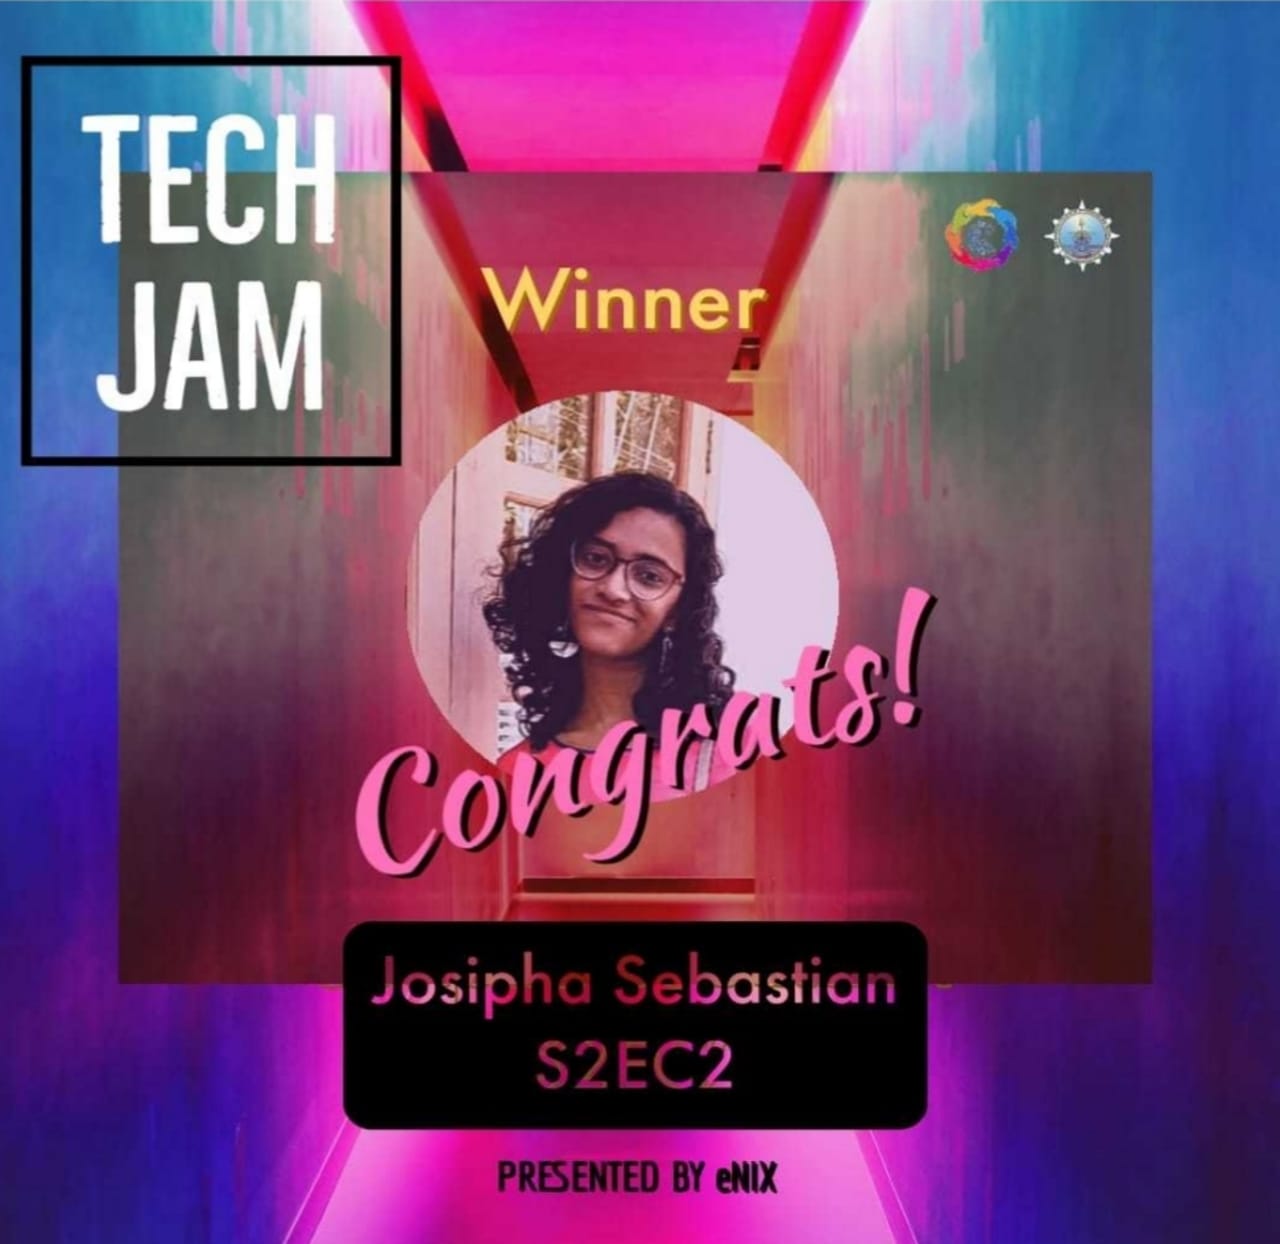 TECH
JAM
Winner
Congrats!
Josipha Sebastian
S2EC2
PRESENTED BY eNIX